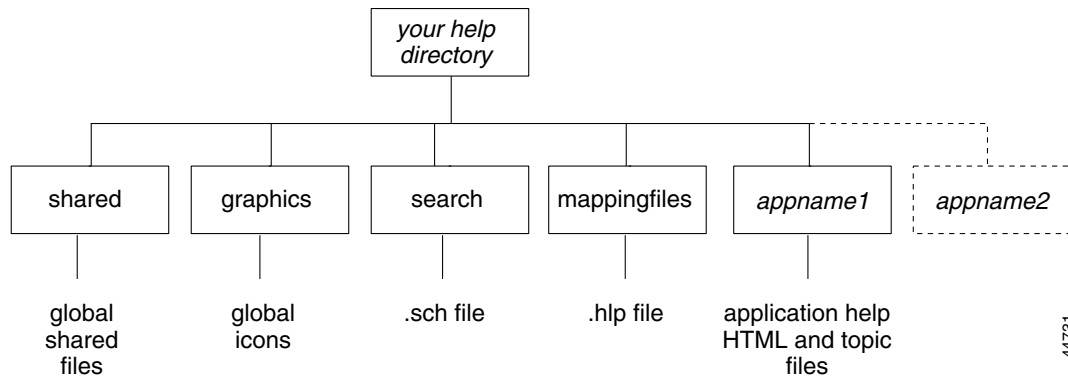 your help
directory
shared
graphics
search
mappingfiles
appname1
appname2
global
shared
files
global
icons
.sch file
.hlp file
application help
HTML and topic
files
44731